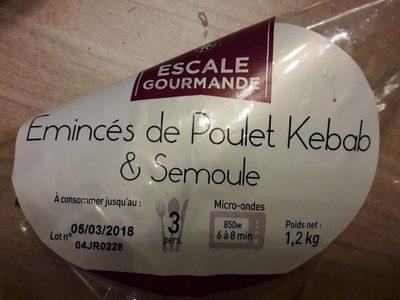 ESCALE
GOURMANDE
Emincés de Poulet Kebab
& Semoule
À consommer jusqu'au :
05/03/2018
Lot n° 04JR0228
3
pers.
Micro-ondes
850w
6 à 8 min
Poids net :
1,2 kg